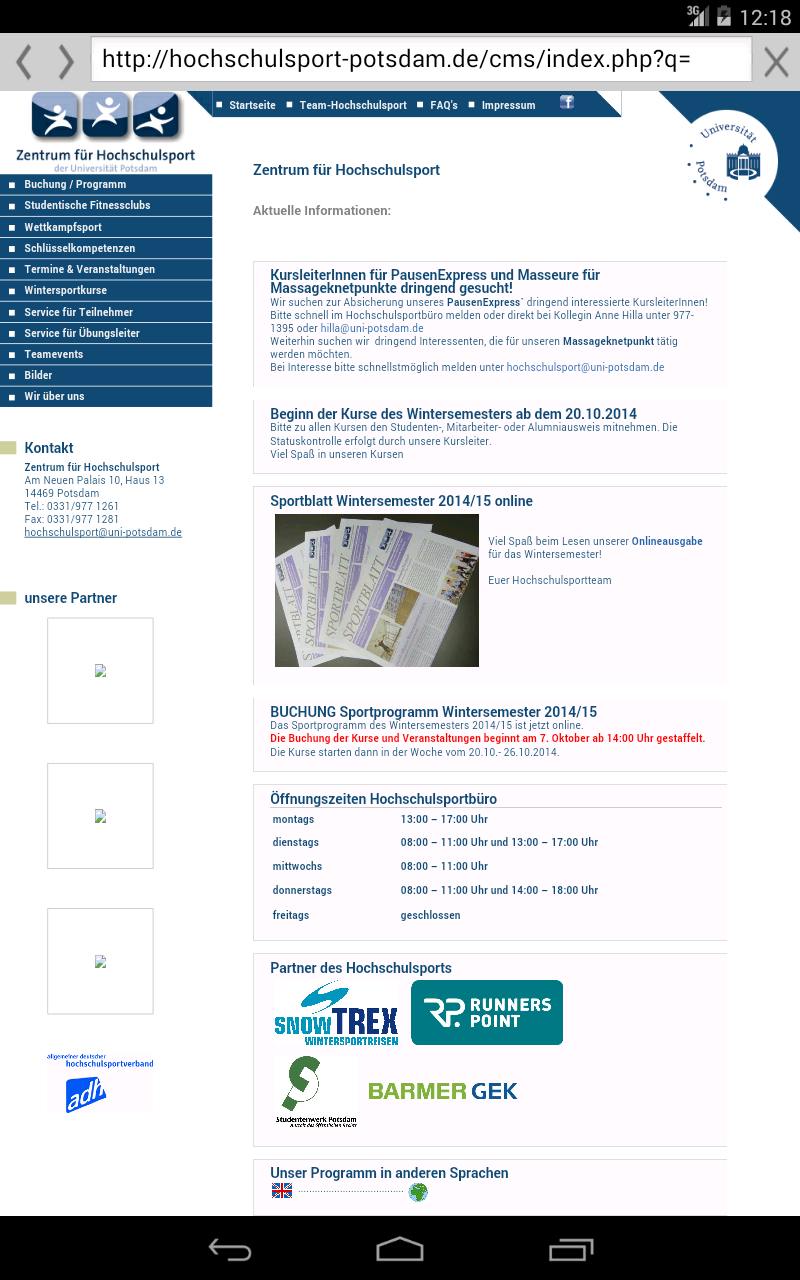 3G
12:18
http://hochschulsport-potsdam.de/cms/index.php?q=
Startseite
Team-Hochschulsport
FAQ's
Impressum
Zentrum für Hochschulsport
der Universität Potsdam
Universität
Potsdam
Buchung / Programm
Studentische Fitnessclubs
Wettkampfsport
Schlüsselkompetenzen
Termine & Veranstaltungen
Wintersportkurse
Service für Teilnehmer
Service für Übungsleiter
Teamevents
Bilder
Wir über uns
Kontakt
Zentrum für Hochschulsport
Am Neuen Palais 10, Haus 13
14469 Potsdam
Tel.: 0331/977 1261
Fax: 0331/977 1281
hochschulsport@uni-potsdam.de
unsere Partner
allgemeiner deutscher
hochschulsportverband
adh
Zentrum für Hochschulsport
Aktuelle Informationen:
KursleiterInnen für PausenExpress und Masseure für
Massageknetpunkte dringend gesucht!
Wir suchen zur Absicherung unseres PausenExpress* dringend interessierte KursleiterInnen!
Bitte schnell im Hochschulsportbüro melden oder direkt bei Kollegin Anne Hilla unter 977-
1395 oder hilla@uni-potsdam.de
Weiterhin suchen wir dringend Interessenten, die für unseren Massageknetpunkt tätig
werden möchten.
Bei Interesse bitte schnellstmöglich melden unter hochschulsport@uni-potsdam.de
Beginn der Kurse des Wintersemesters ab dem 20.10.2014
Bitte zu allen Kursen den Studenten-, Mitarbeiter- oder Alumniausweis mitnehmen. Die
Statuskontrolle erfolgt durch unsere Kursleiter.
Viel Spaß in unseren Kursen
Sportblatt Wintersemester 2014/15 online
SPORTBLATT
SPORTBLATT
SPORTBLATT
SPORTBLATT
Viel Spaß beim Lesen unserer Onlineausgabe
für das Wintersemester!
Euer Hochschulsportteam
BUCHUNG Sportprogramm Wintersemester 2014/15
Das Sportprogramm des Wintersemesters 2014/15 ist jetzt online.
Die Buchung der Kurse und Veranstaltungen beginnt am 7. Oktober ab 14:00 Uhr gestaffelt.
Die Kurse starten dann in der Woche vom 20.10.- 26.10.2014.
Öffnungszeiten Hochschulsportbüro
montags 13:00 – 17:00 Uhr
dienstags 08:00 – 11:00 Uhr und 13:00 – 17:00 Uhr
mittwochs 08:00 – 11:00 Uhr
donnerstags 08:00 – 11:00 Uhr und 14:00 – 18:00 Uhr
freitags geschlossen
Partner des Hochschulsports
SNOWTREX
WINTERSPORTREISEN
RUNNERS
POINT
Studentenwerk Potsdam
Anstalt des öffentlichen Rechts
BARMER GEK
Unser Programm in anderen Sprachen